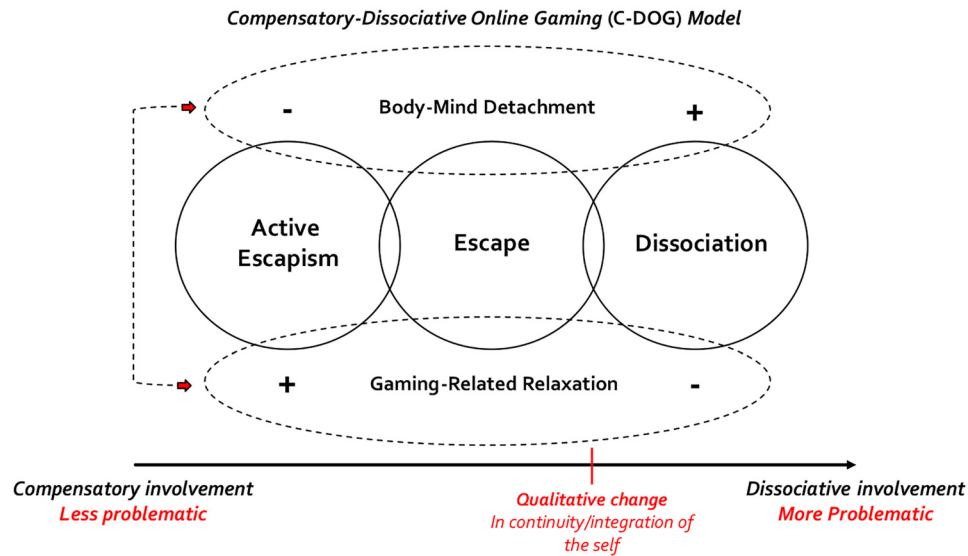 Compensatory-Dissociative Online Gaming (C-DOG) Model
- Body-Mind Detachment +
Active
Escapism
Escape
Dissociation
+ Gaming-Related Relaxation -
Compensatory involvement
Less problematic
Qualitative change
In continuity/integration of
the self
Dissociative involvement
More Problematic